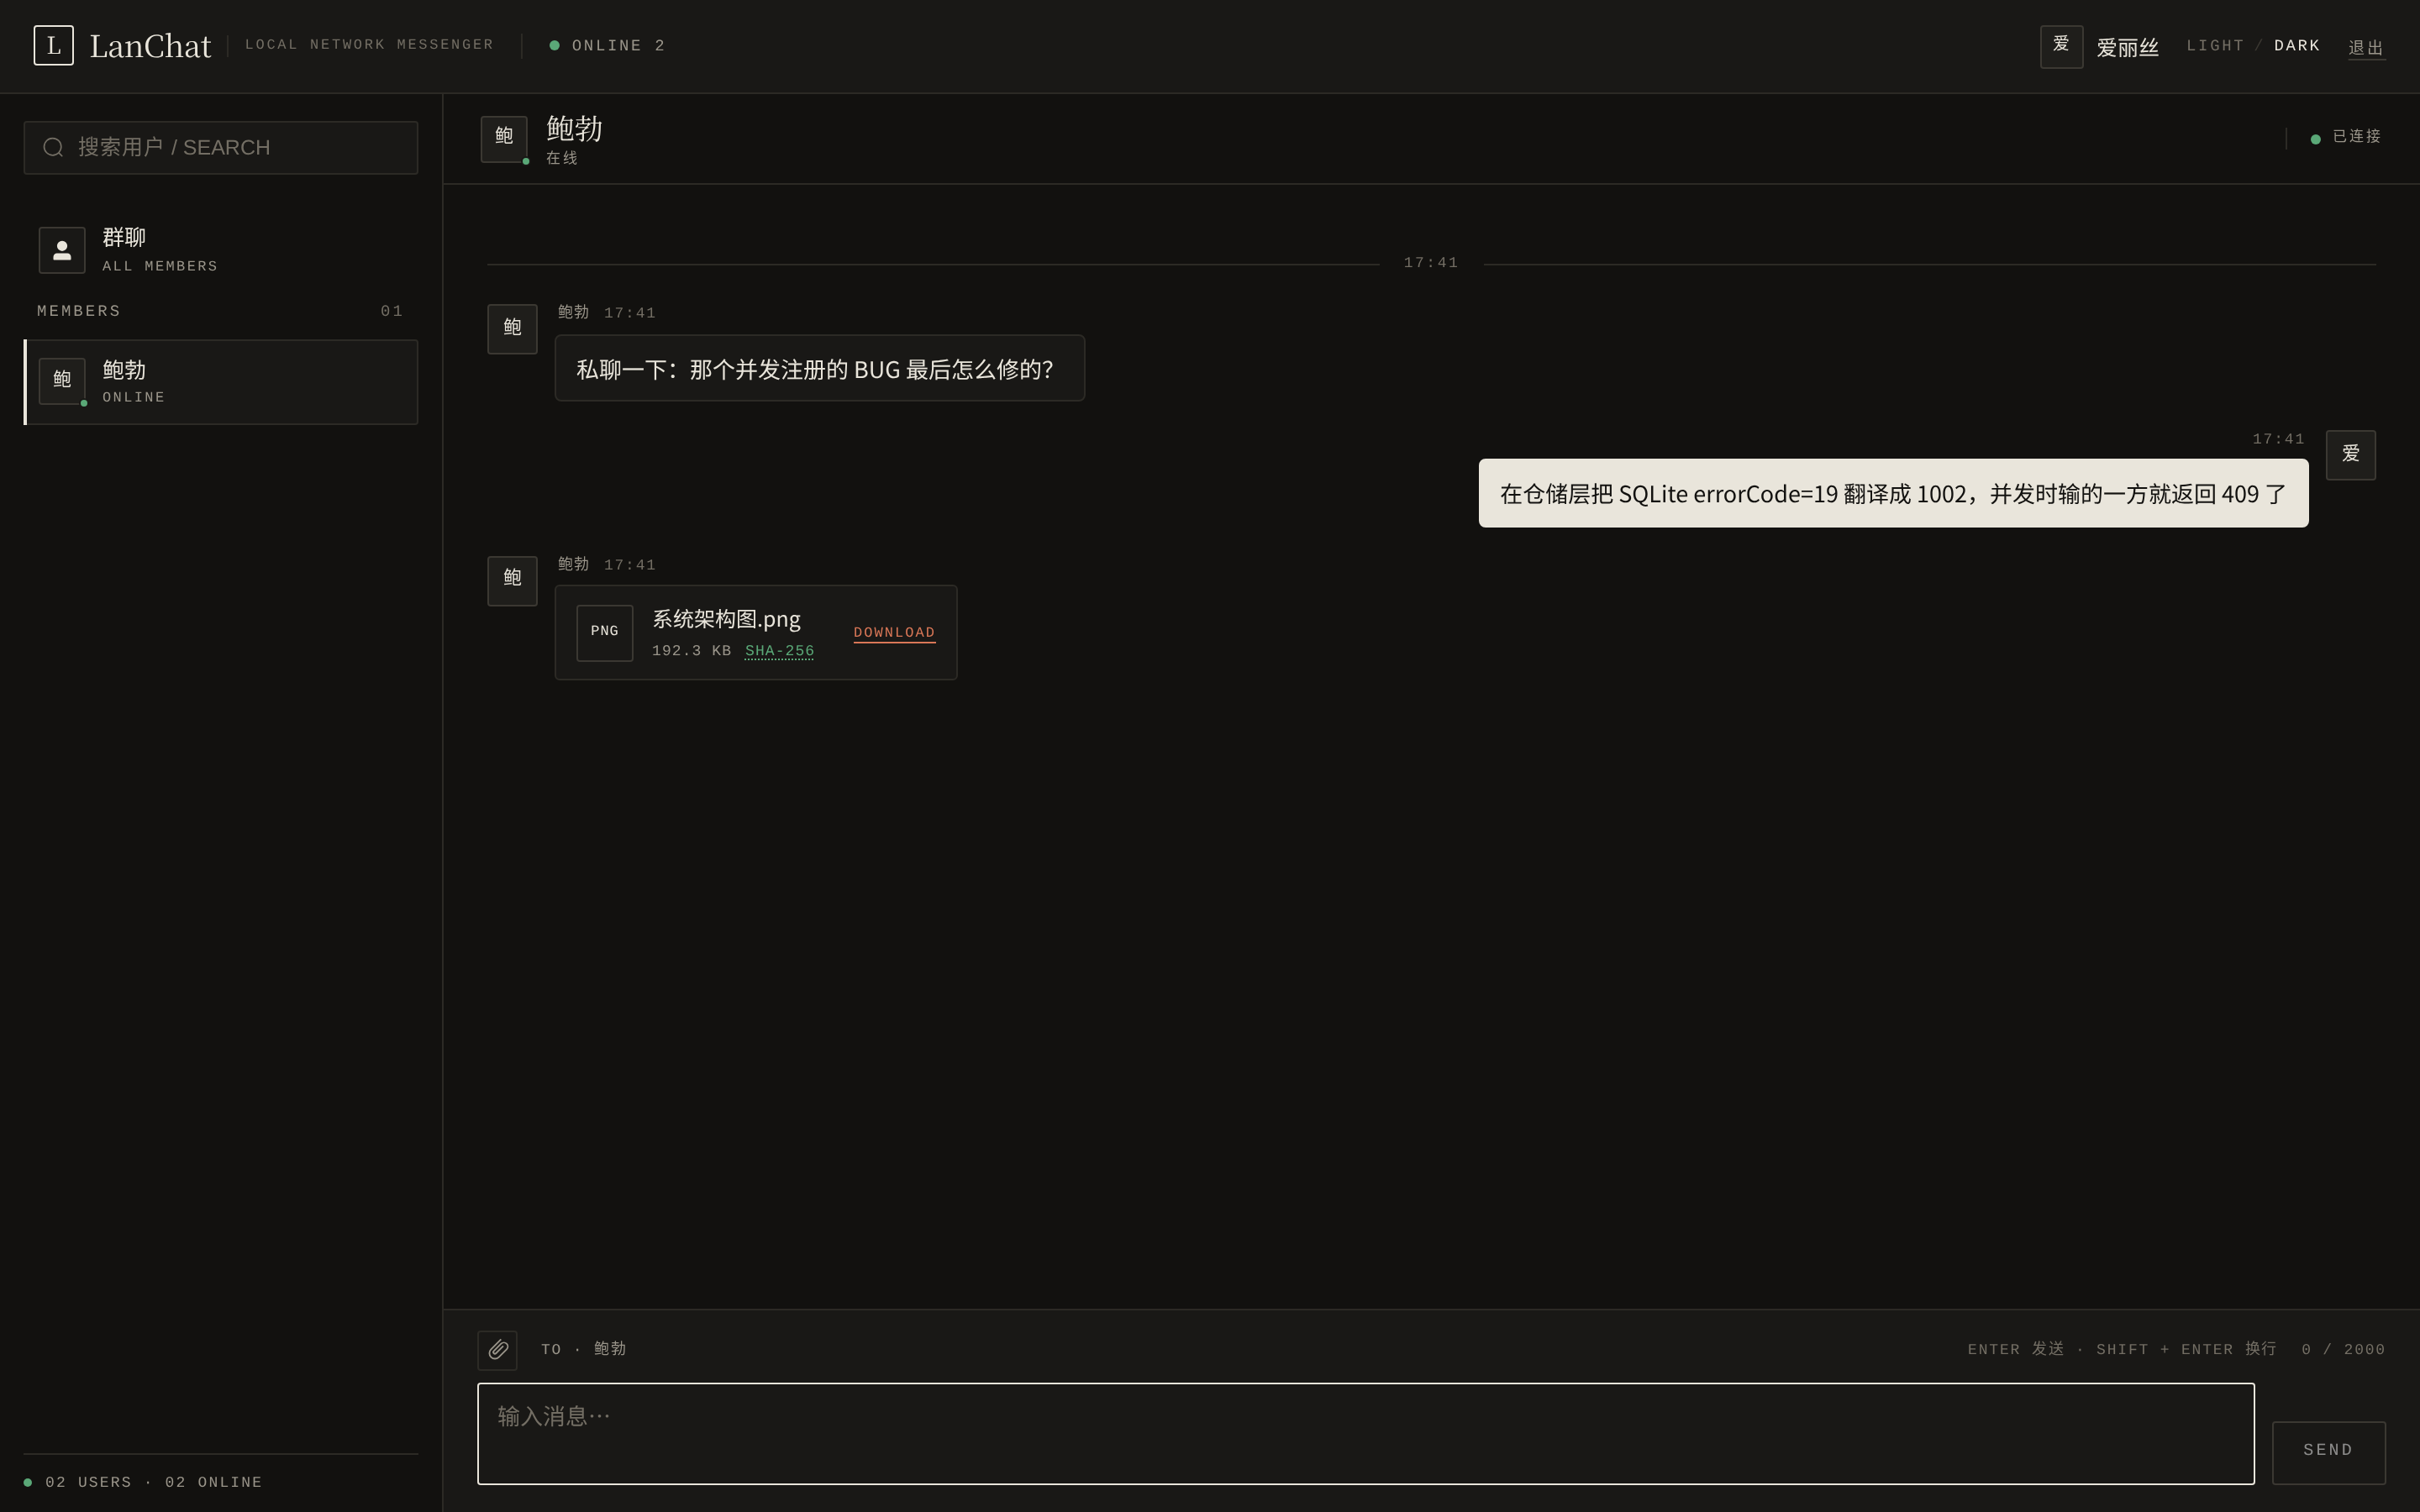 L LanChat LOCAL NETWORK MESSENGER ONLINE 2
爱 爱丽丝 LIGHT / DARK 退出
搜索用户 / SEARCH
群聊
ALL MEMBERS
MEMBERS 01
鲍 鲍勃
ONLINE
02 USERS · 02 ONLINE
鲍 鲍勃
在线
已连接
17:41
鲍 鲍勃 17:41
私聊一下：那个并发注册的 BUG 最后怎么修的？
17:41 爱
在仓储层把 SQLite errorCode=19 翻译成 1002，并发时输的一方就返回 409 了
鲍 鲍勃 17:41
PNG 系统架构图.png
192.3 KB SHA-256
DOWNLOAD
TO · 鲍勃
ENTER 发送 · SHIFT + ENTER 换行 0 / 2000
输入消息…
SEND